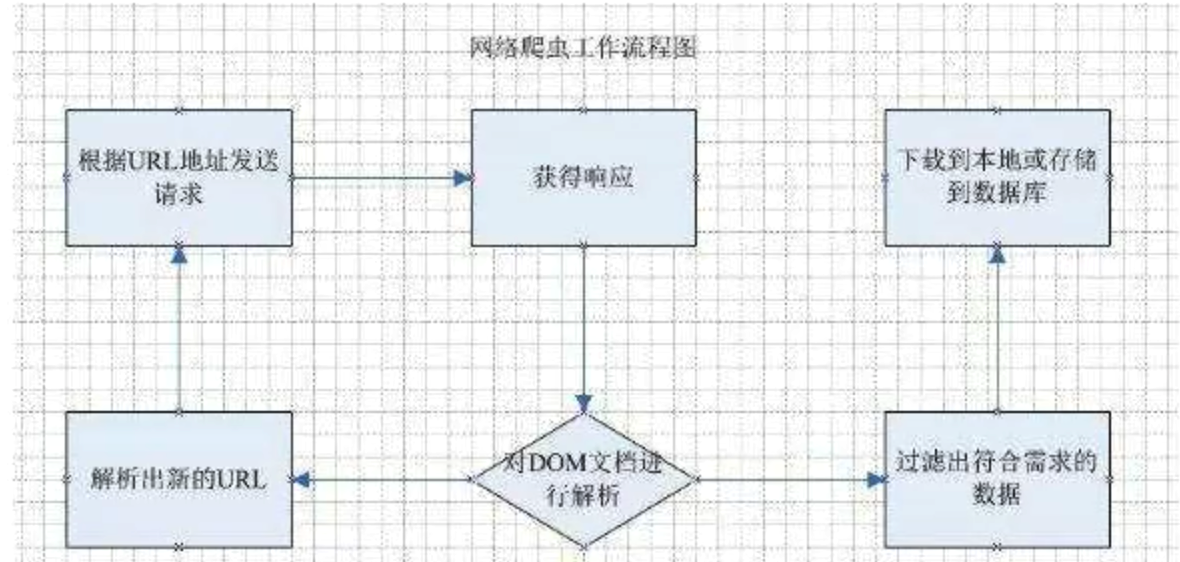 网络爬虫工作流程图
根据URL地址发送
请求
获得响应
下载到本地或存储
到数据库
解析出新的URL
对DOM文档进
行解析
过滤出符合需求的
数据